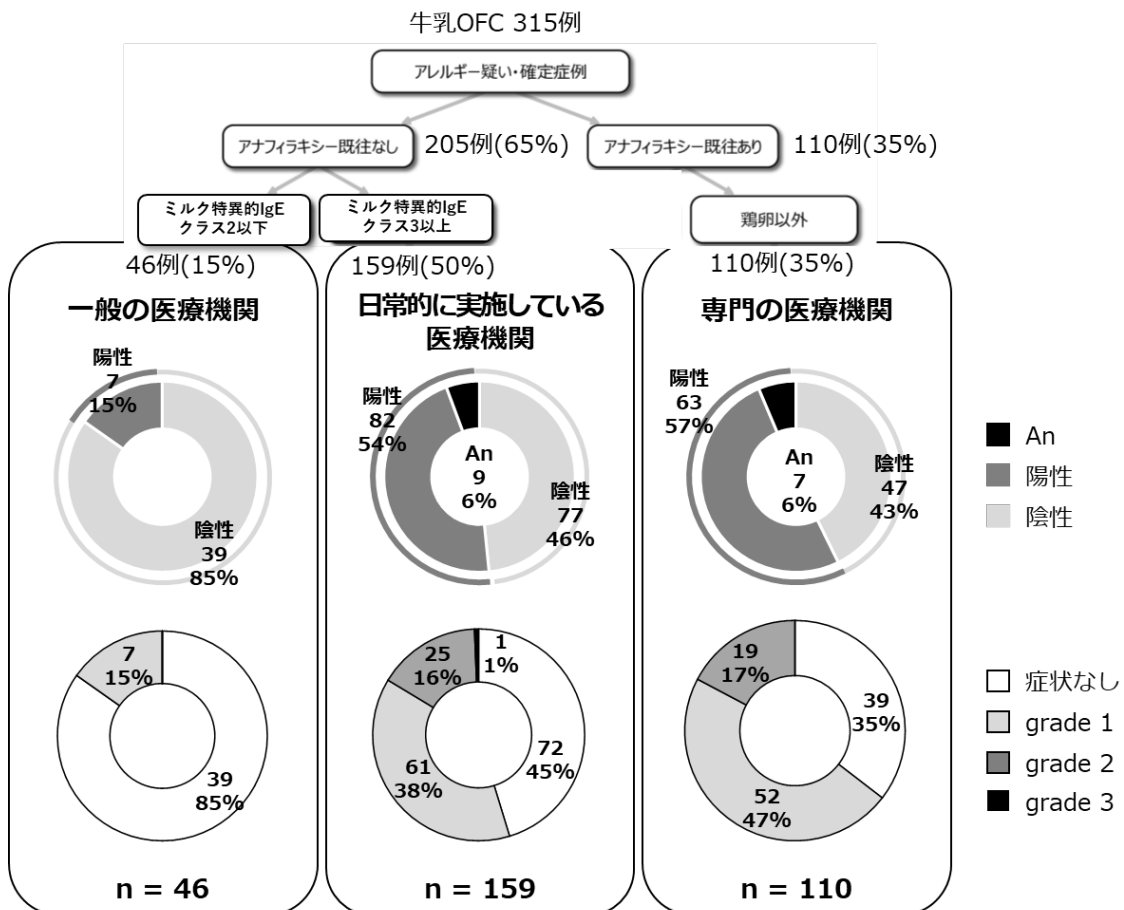 牛乳OFC 315例
アレルギー疑い・確定症例
アナフィラキシー既往なし
205例(65%)
アナフィラキシー既往あり
110例(35%)
ミルク特異的IgE
クラス2以下
ミルク特異的IgE
クラス3以上
鶏卵以外
46例(15%)
159例(50%)
110例(35%)
一般の医療機関
日常的に実施している
医療機関
専門の医療機関
陽性
7
15%
陰性
39
85%
陽性
82
54%
An
9
6%
陰性
77
46%
陽性
63
57%
An
7
6%
陰性
47
43%
An
陽性
陰性
7
15%
39
85%
25
16%
1
1%
61
38%
72
45%
19
17%
39
35%
52
47%
症状なし
grade 1
grade 2
grade 3
n = 46
n = 159
n = 110